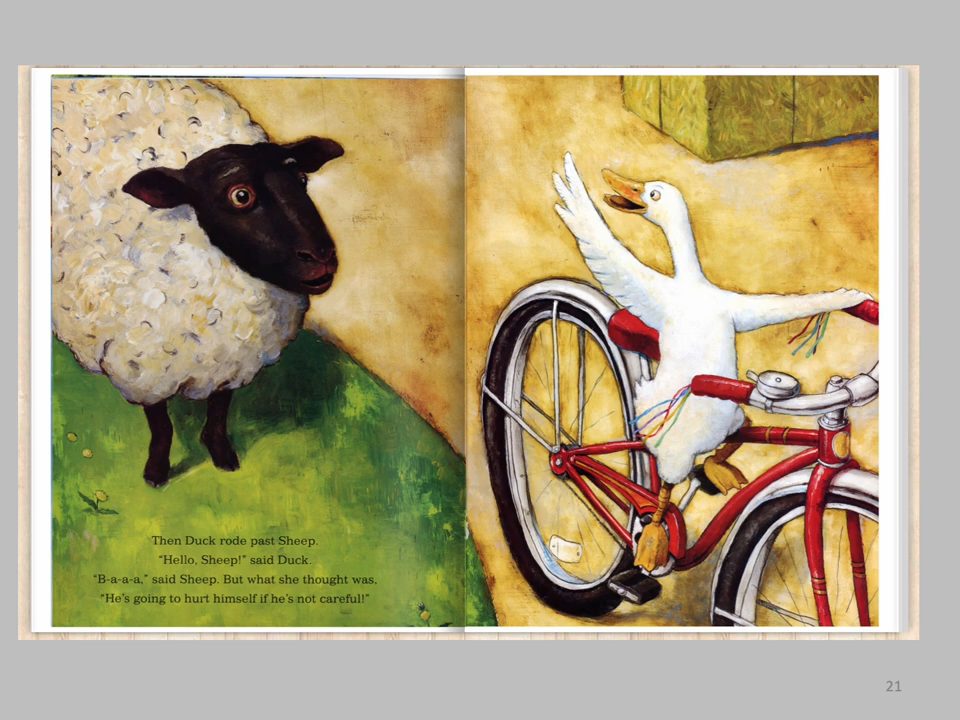 Then Duck rode past Sheep.
“Hello, Sheep!” said Duck.
“B-a-a-a,” said Sheep. But what she thought was,
“He’s going to hurt himself if he’s not careful!”
21